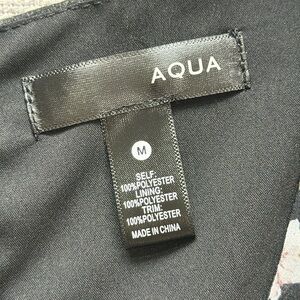 AQUA
M
SELF:
100%POLYESTER
LINING:
100%POLYESTER
TRIM:
100%POLYESTER
MADE IN CHINA